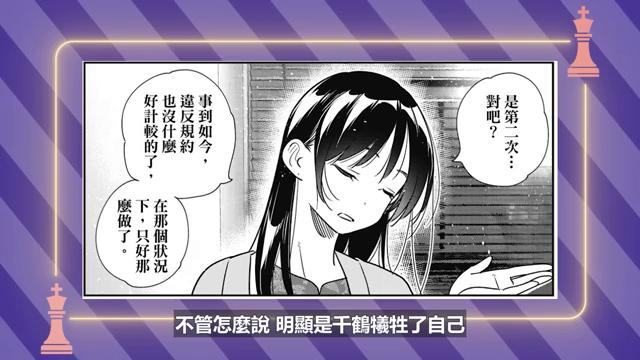 是第二次…
對吧？
事到如今，
違反規約
也沒什麼
好計較的了，
在那個狀況
下，只好那
麼做了。
不管怎麼說 明顯是千鶴犧牲了自己